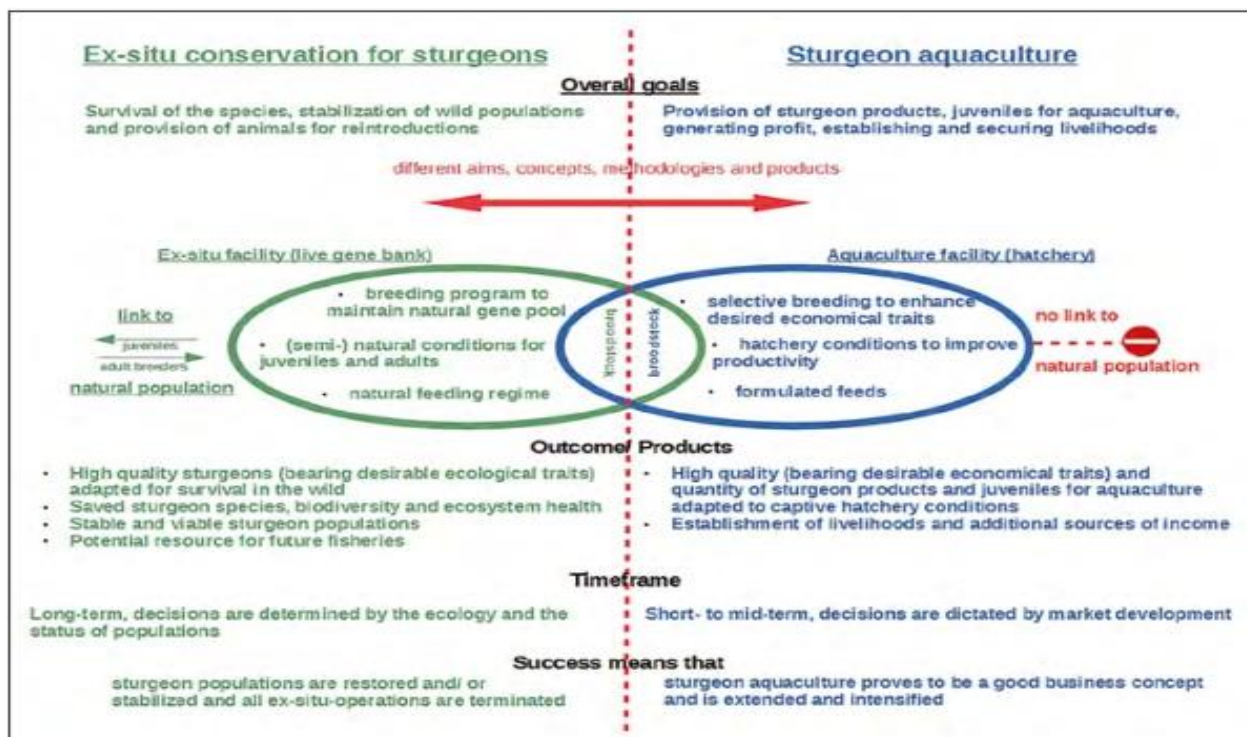 Ex-situ conservation for sturgeons
Sturgeon aquaculture
Overall goals
Survival of the species, stabilization of wild populations
and provision of animals for reintroductions
Provision of sturgeon products, juveniles for aquaculture,
generating profit, establishing and securing livelihoods
different aims, concepts, methodologies and products
Ex-situ facility (live gene bank)
Aquaculture facility (hatchery)
link to
juveniles
adult breeders
natural population
• breeding program to
maintain natural gene pool
• (semi-) natural conditions for
juveniles and adults
• natural feeding regime
broodstock
broodstock
• selective breeding to enhance
desired economical traits
• hatchery conditions to improve
productivity
• formulated feeds
no link to
natural population
Outcome/ Products
• High quality sturgeons (bearing desirable ecological traits)
adapted for survival in the wild
• Saved sturgeon species, biodiversity and ecosystem health
• Stable and viable sturgeon populations
• Potential resource for future fisheries
• High quality (bearing desirable economical traits) and
quantity of sturgeon products and juveniles for aquaculture
adapted to captive hatchery conditions
• Establishment of livelihoods and additional sources of income
Timeframe
Long-term, decisions are determined by the ecology and the
status of populations
Short- to mid-term, decisions are dictated by market development
Success means that
sturgeon populations are restored and/ or
stabilized and all ex-situ-operations are terminated
sturgeon aquaculture proves to be a good business concept
and is extended and intensified